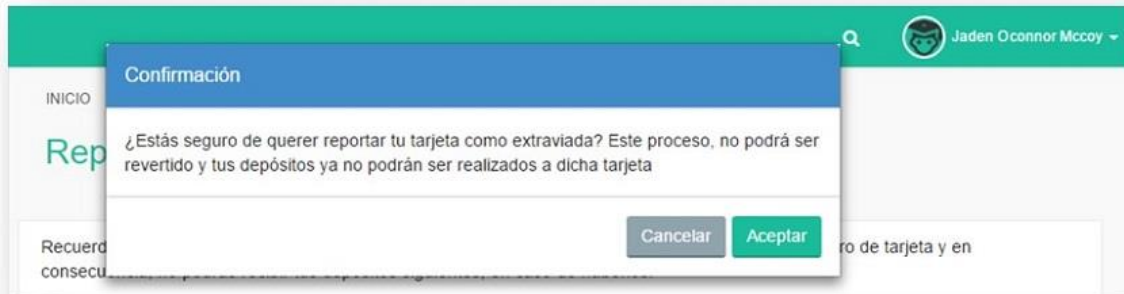 Jaden Oconnor Mccoy
Confirmación
INICIO
¿Estás seguro de querer reportar tu tarjeta como extraviada? Este proceso, no podrá ser
Rep
revertido y tus depósitos ya no podrán ser realizados a dicha tarjeta
Cancelar Aceptar
Recuerd ro de tarjeta y en
consecu